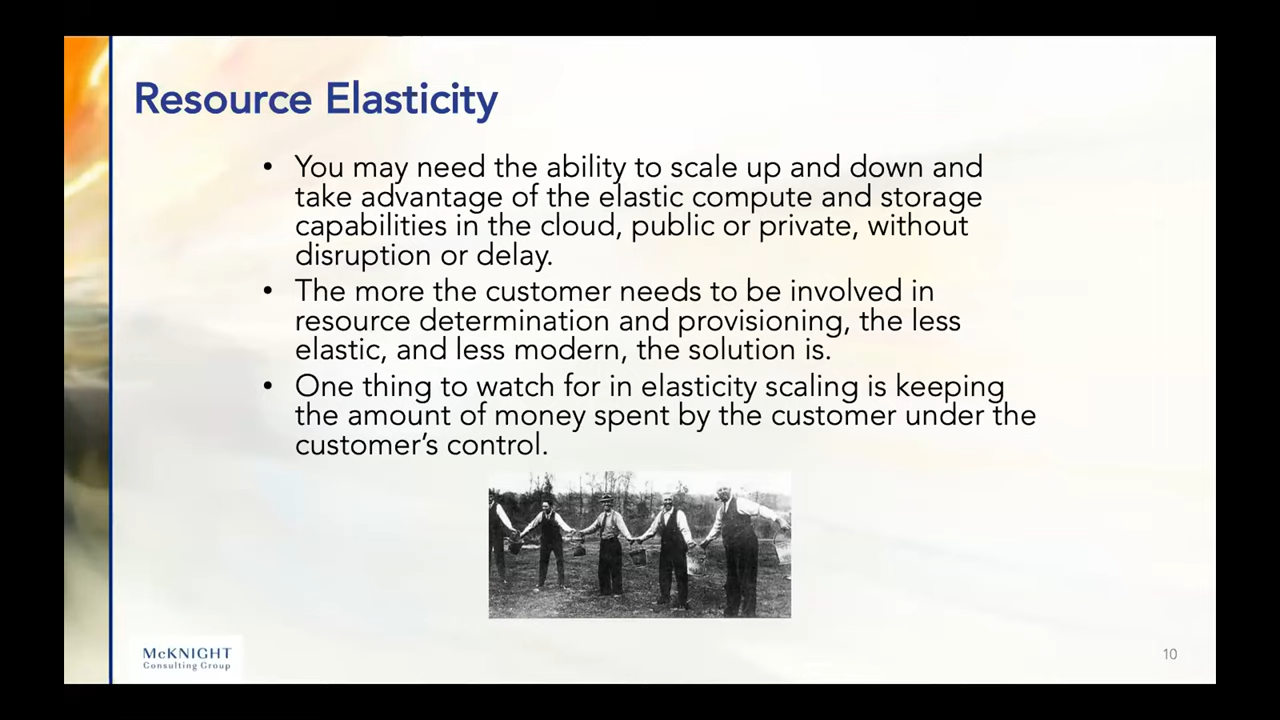 Resource Elasticity
• You may need the ability to scale up and down and
take advantage of the elastic compute and storage
capabilities in the cloud, public or private, without
disruption or delay.
• The more the customer needs to be involved in
resource determination and provisioning, the less
elastic, and less modern, the solution is.
• One thing to watch for in elasticity scaling is keeping
the amount of money spent by the customer under the
customer’s control.
McKNIGHT
Consulting Group
10